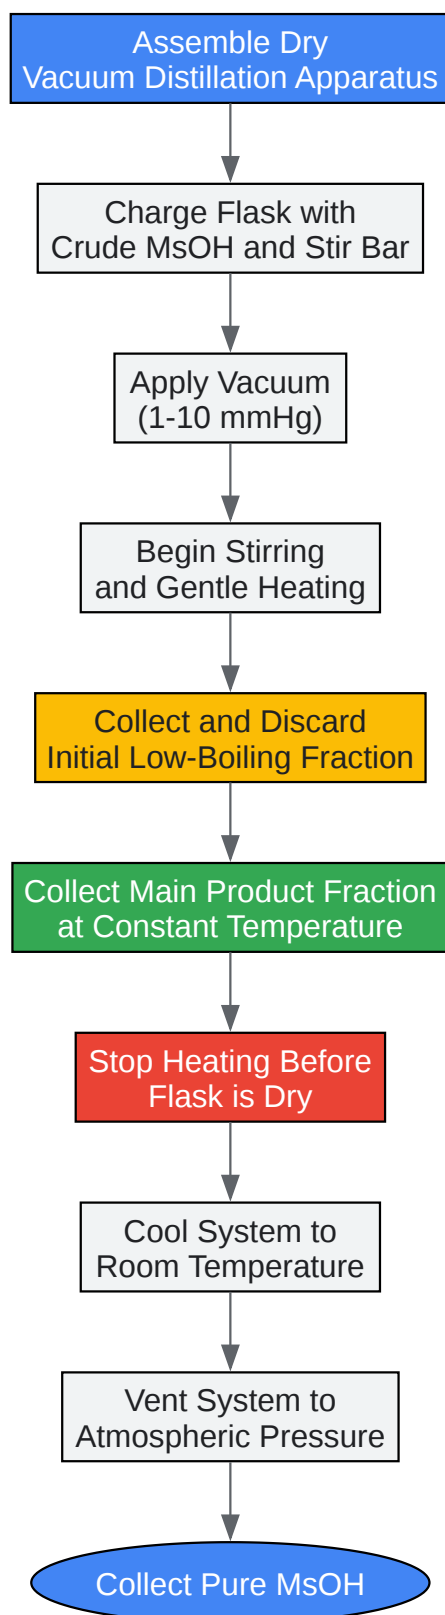 Assemble Dry
Vacuum Distillation Apparatus
Charge Flask with
Crude MsOH and Stir Bar
Apply Vacuum
(1-10 mmHg)
Begin Stirring
and Gentle Heating
Collect and Discard
Initial Low-Boiling Fraction
Collect Main Product Fraction
at Constant Temperature
Stop Heating Before
Flask is Dry
Cool System to
Room Temperature
Vent System to
Atmospheric Pressure
Collect Pure MsOH